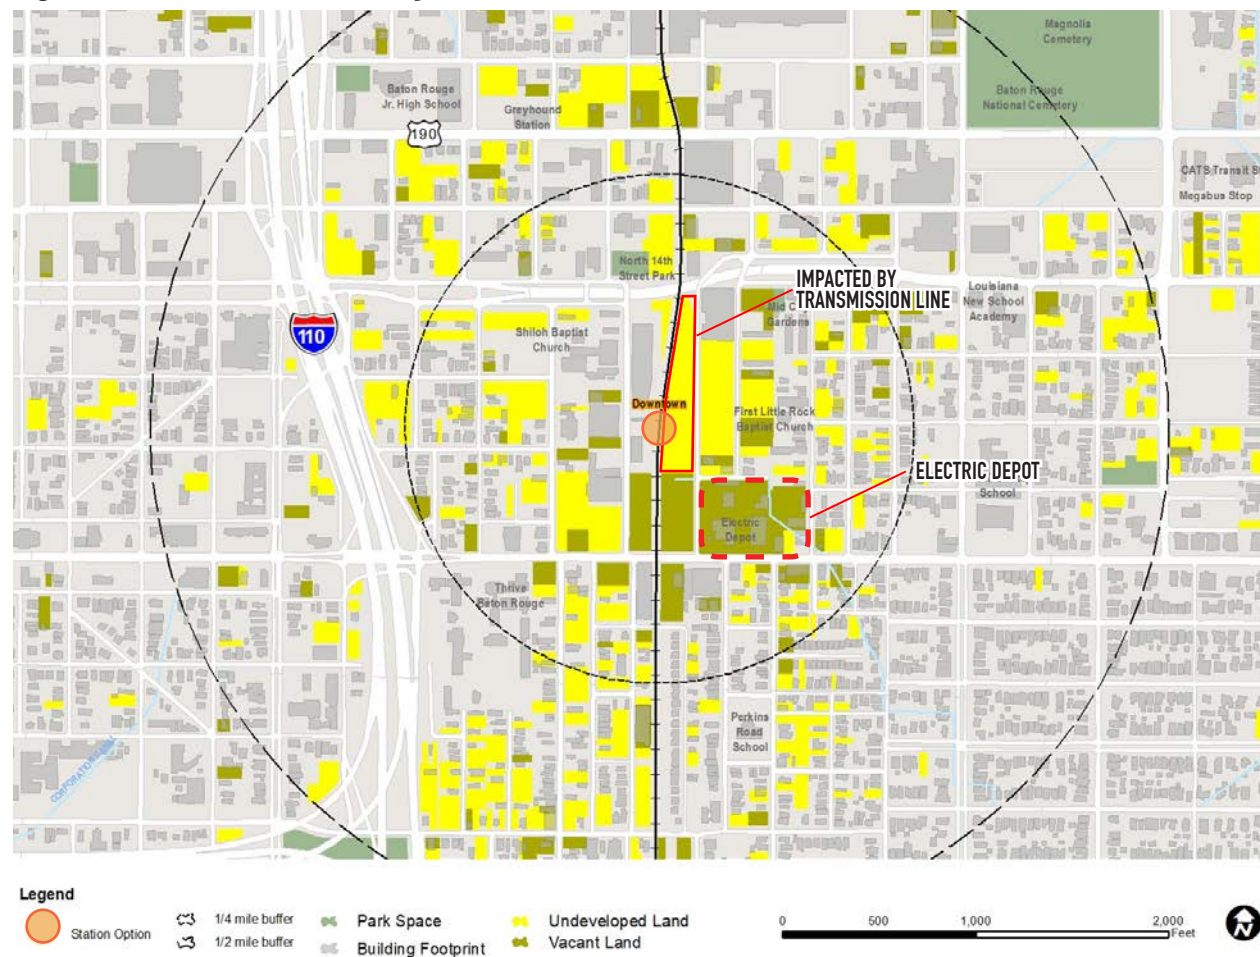 Magnolia
Cemetery
Baton Rouge
Jr. High School
Greyhound
Station
Baton Rouge
National Cemetery
190
CATS Transit
Megabus Stop
North 14th
Street Park
IMPACTED BY
TRANSMISSION LINE
Louisiana
New School
Academy
Gardens
110
Shiloh Baptist
Church
Downtown
First Little Rock
Baptist Church
ELECTRIC DEPOT
School
Electric
Depot
Thrive
Baton Rouge
Perkins
Road
School
Legend
Station Option
1/4 mile buffer
1/2 mile buffer
Park Space
Building Footprint
Undeveloped Land
Vacant Land
0 500 1,000 2,000
Feet
N